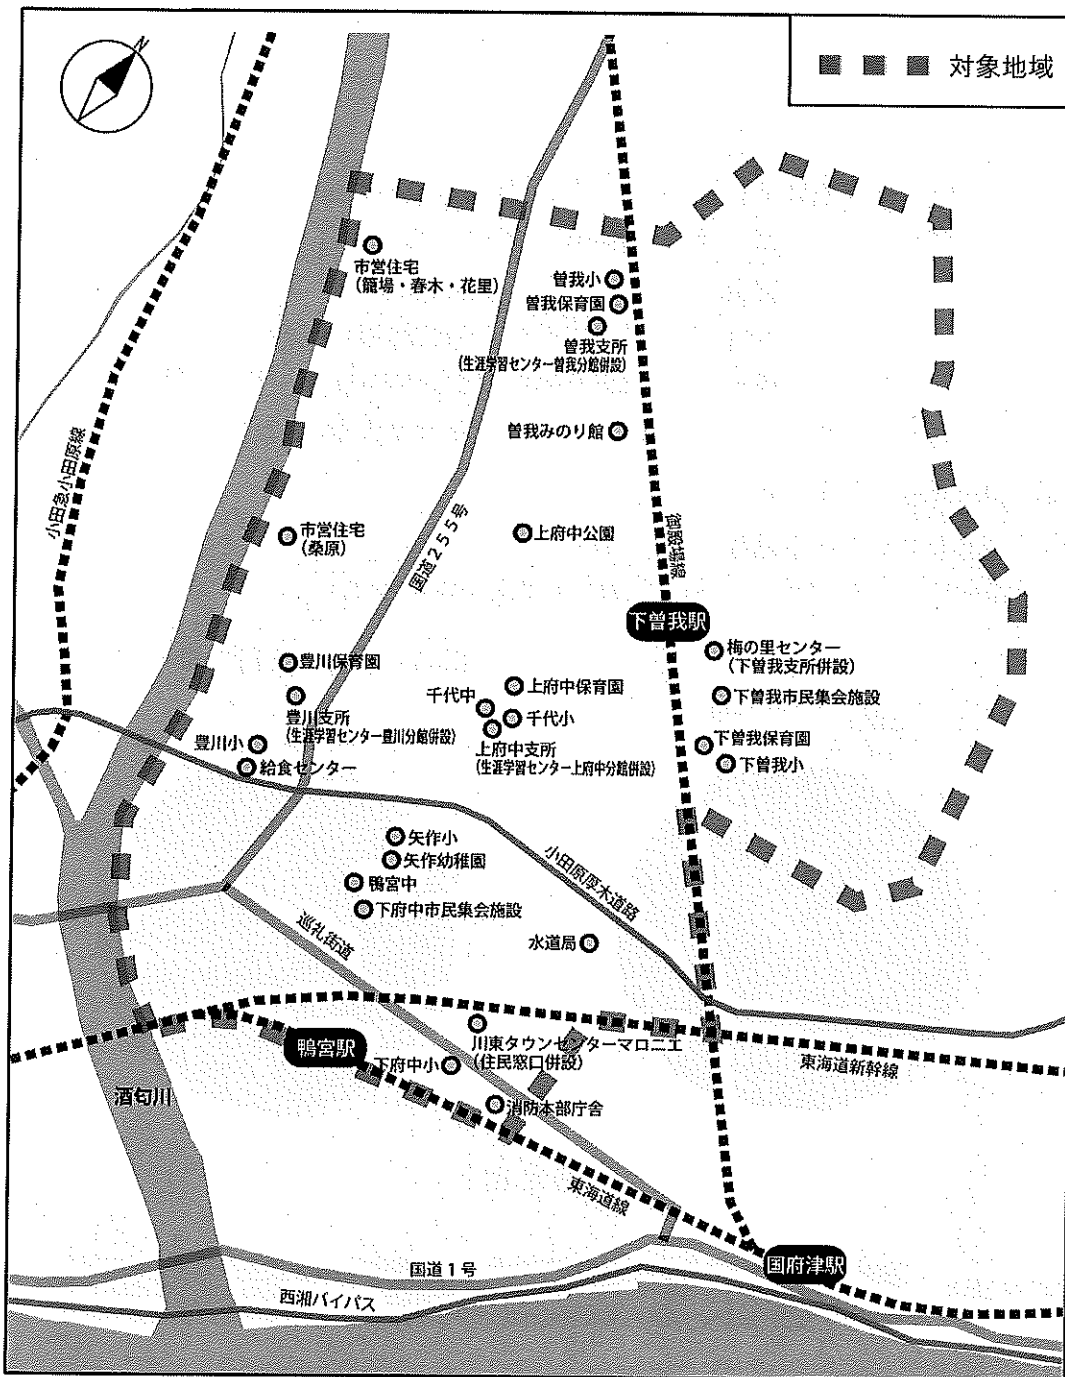 N
対象地域
市営住宅
(籠場・春木・花里)
曽我小
曽我保育園
曽我支所
(生涯学習センター曽我分館併設)
曽我みのり館
小田急小田原線
国道255号
御殿場線
市営住宅
(桑原)
上府中公園
下曽我駅
梅の里センター
(下曽我支所併設)
下曽我市民集会施設
豊川保育園
豊川支所
(生涯学習センター豊川分館併設)
千代中
上府中保育園
千代小
上府中支所
(生涯学習センター上府中分館併設)
豊川小
給食センター
下曽我保育園
下曽我小
矢作小
矢作幼稚園
鴨宮中
下府中市民集会施設
小田原厚木道路
巡礼街道
水道局
鴨宮駅
川東タウンセンターマロニエ
(住民窓口併設)
下府中小
消防本部庁舎
東海道新幹線
酒匂川
東海道線
国府津駅
国道1号
西湘バイパス